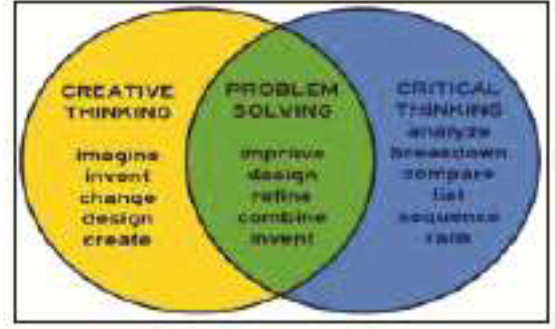 CREATIVE
THINKING
imagine
invent
change
design
create
PROBLEM
SOLVING
improve
design
refine
combine
invent
CRITICAL
THINKING
analyze
breakdown
compare
list
sequence
rank